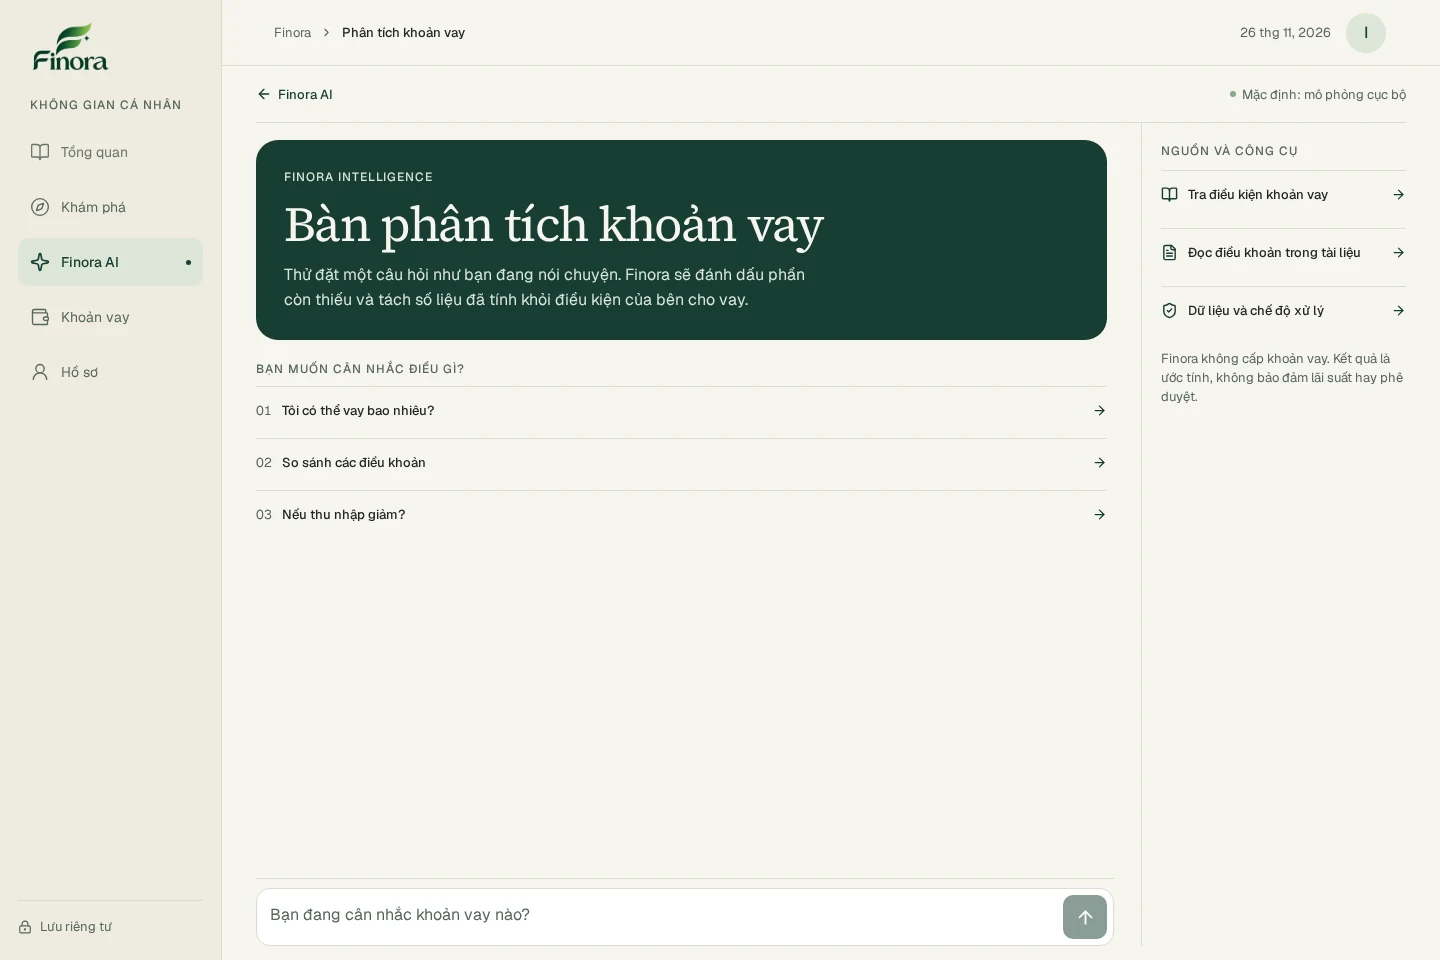 Finora
KHÔNG GIAN CÁ NHÂN
Tổng quan
Khám phá
Finora AI
Khoản vay
Hồ sơ
Lưu riêng tư
Finora
Phân tích khoản vay
26 thg 11, 2026
I
Finora AI
Mặc định: mô phỏng cục bộ
FINORA INTELLIGENCE
Bàn phân tích khoản vay
Thử đặt một câu hỏi như bạn đang nói chuyện. Finora sẽ đánh dấu phần
còn thiếu và tách số liệu đã tính khỏi điều kiện của bên cho vay.
BẠN MUỐN CÂN NHẮC ĐIỀU GÌ?
01 Tôi có thể vay bao nhiêu?
02 So sánh các điều khoản
03 Nếu thu nhập giảm?
Bạn đang cân nhắc khoản vay nào?
NGUỒN VÀ CÔNG CỤ
Tra điều kiện khoản vay
Đọc điều khoản trong tài liệu
Dữ liệu và chế độ xử lý
Finora không cấp khoản vay. Kết quả là
ước tính, không bảo đảm lãi suất hay phê
duyệt.